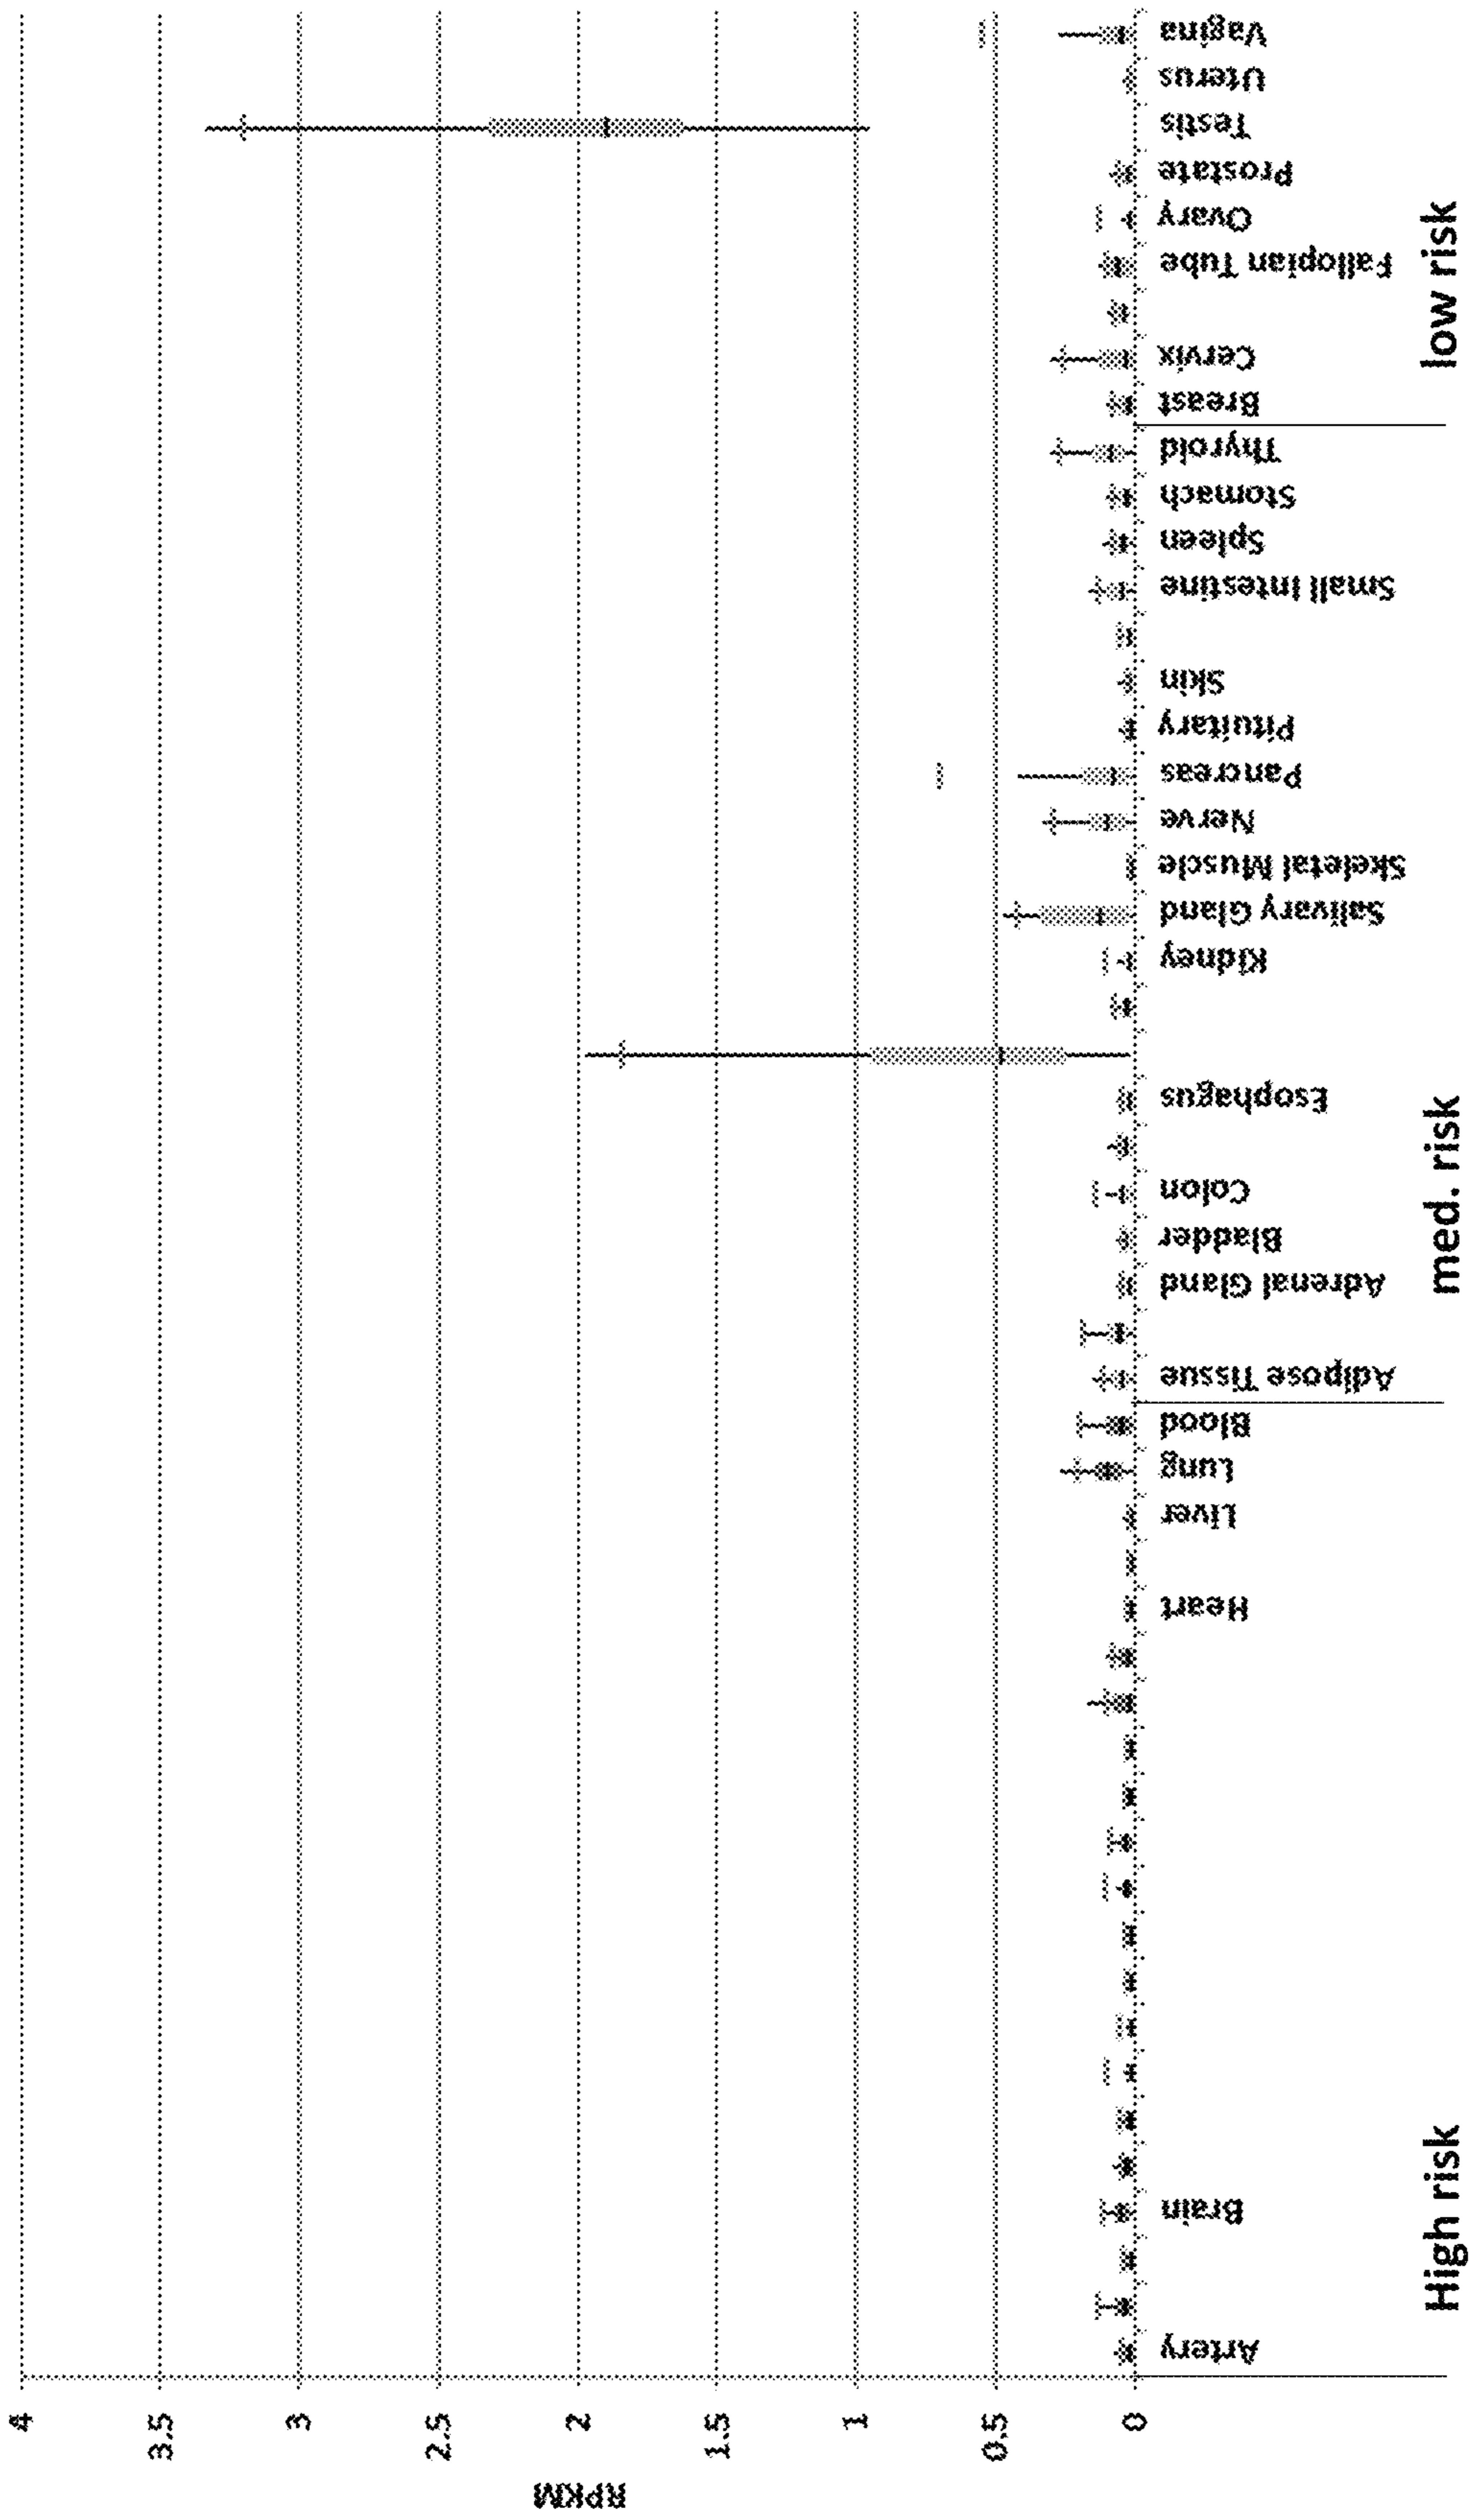 RPKM
4
3.5
3
2.5
2
1.5
1
0.5
0
Artery
Brain
Heart
Liver
Lung
Blood
Adipose Tissue
Adrenal Gland
Bladder
Colon
Esophagus
Kidney
Salivary Gland
Skeletal Muscle
Nerve
Pancreas
Pituitary
Skin
Small Intestine
Spleen
Stomach
Thyroid
Breast
Cervix
Fallopian Tube
Ovary
Prostate
Testis
Uterus
Vagina
High risk
med. risk
low risk